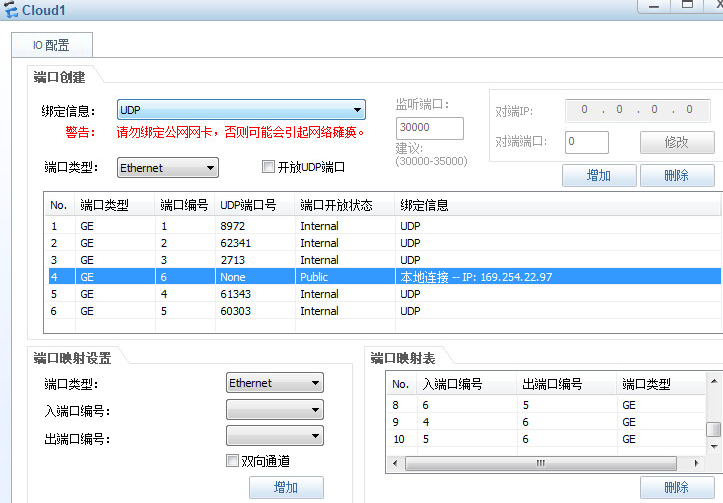 Cloud1
IO 配置
端口创建
绑定信息: UDP
警告: 请勿绑定公网网卡，否则可能会引起网络瘫痪。
端口类型: Ethernet 开放UDP端口
监听端口:
30000
建议:
(30000-35000)
对端IP: 0 . 0 . 0 . 0
对端端口: 0 修改
增加 删除
No. 端口类型 端口编号 UDP端口号 端口开放状态 绑定信息
1 GE 1 8972 Internal UDP
2 GE 2 62341 Internal UDP
3 GE 3 2713 Internal UDP
4 GE 6 None Public 本地连接 -- IP: 169.254.22.97
5 GE 4 61343 Internal UDP
6 GE 5 60303 Internal UDP
端口映射设置
端口类型: Ethernet
入端口编号:
出端口编号:
双向通道
增加
端口映射表
No. 入端口编号 出端口编号 端口类型
8 6 5 GE
9 4 6 GE
10 5 6 GE
删除